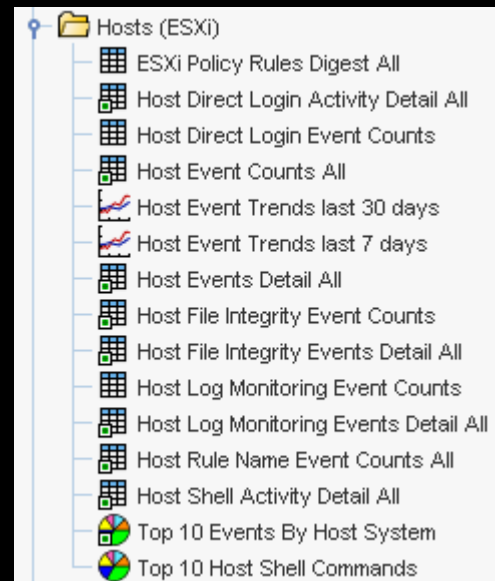 Hosts (ESXi)
ESXi Policy Rules Digest All
Host Direct Login Activity Detail All
Host Direct Login Event Counts
Host Event Counts All
Host Event Trends last 30 days
Host Event Trends last 7 days
Host Events Detail All
Host File Integrity Event Counts
Host File Integrity Events Detail All
Host Log Monitoring Event Counts
Host Log Monitoring Events Detail All
Host Rule Name Event Counts All
Host Shell Activity Detail All
Top 10 Events By Host System
Top 10 Host Shell Commands